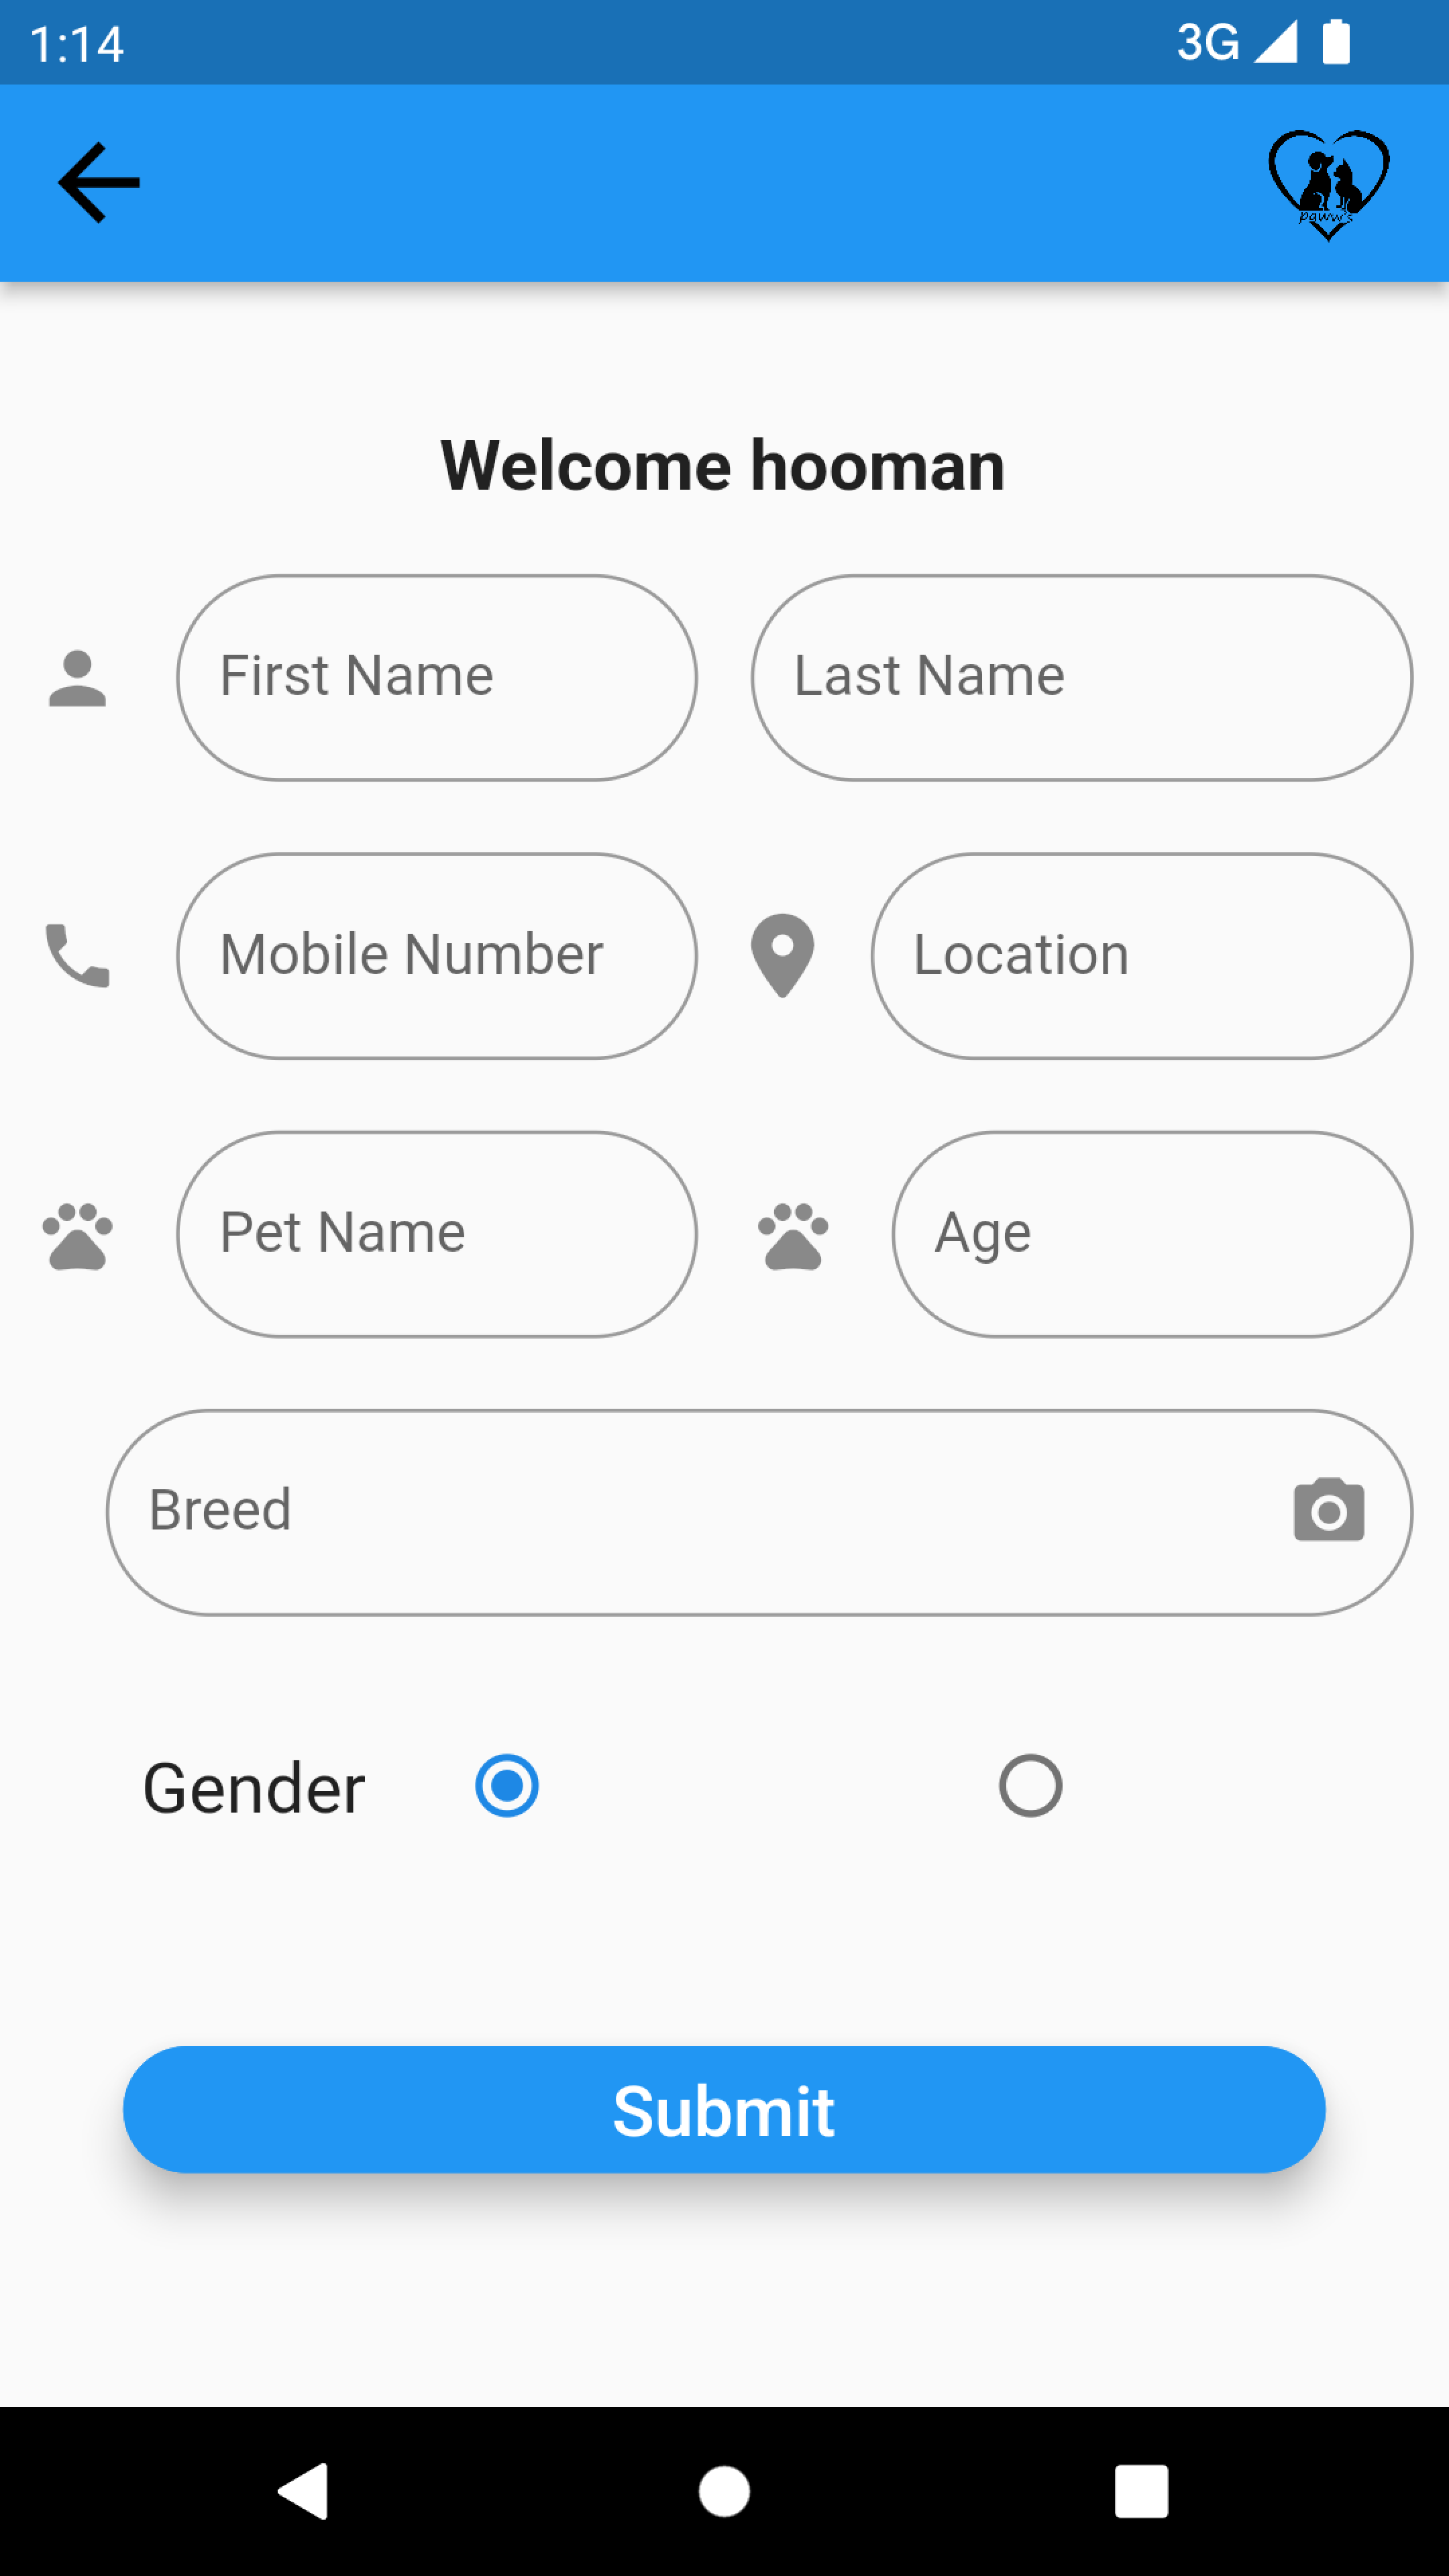 1:14 3G
paww's
Welcome hooman
First Name Last Name
Mobile Number Location
Pet Name Age
Breed
Gender
Submit